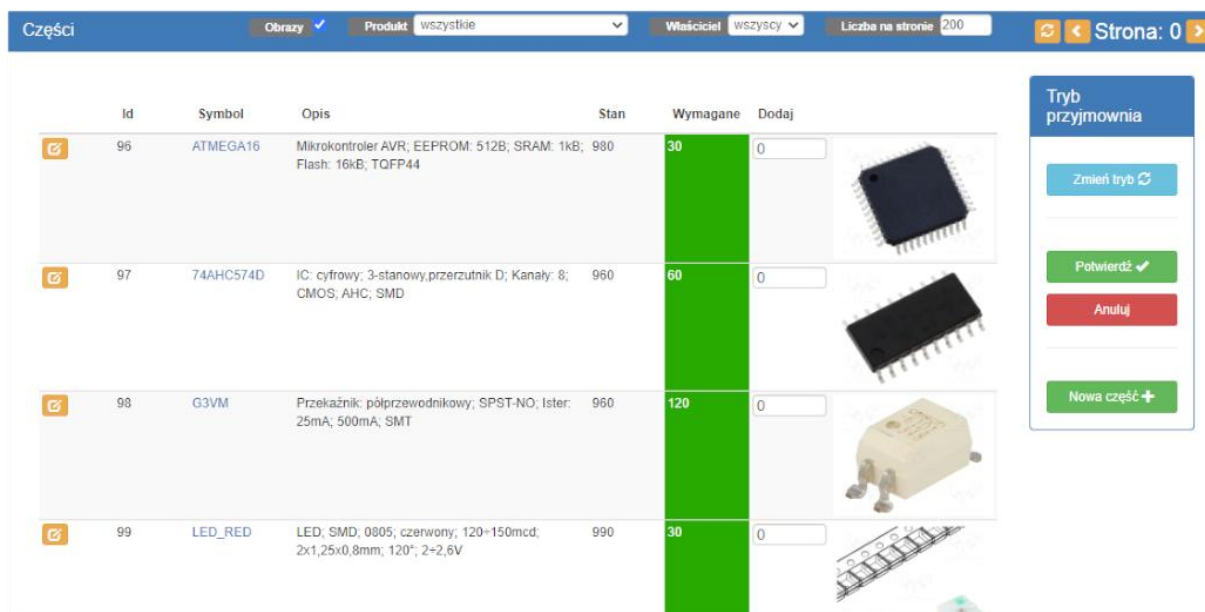 Części Obrazy Produkt wszystkie Właściciel wszyscy Liczba na stronie 200 Strona: 0
Tryb
przyjmownia
Id Symbol Opis Stan Wymagane Dodaj
96 ATMEGA16 Mikrokontroler AVR; EEPROM: 512B; SRAM: 1kB; 980 30 0
Flash: 16kB; TQFP44
Zmień tryb
97 74AHC574D IC: cyfrowy; 3-stanowy,przerzutnik D; Kanały: 8; 960 60 0
CMOS; AHC; SMD
Potwierdź
Anuluj
98 G3VM Przekaźnik: półprzewodnikowy; SPST-NO; Ister: 960 120 0
25mA; 500mA; SMT
Nowa część
99 LED_RED LED; SMD; 0805; czerwony; 120÷150mcd; 990 30 0
2x1,25x0,8mm; 120°; 2÷2,6V